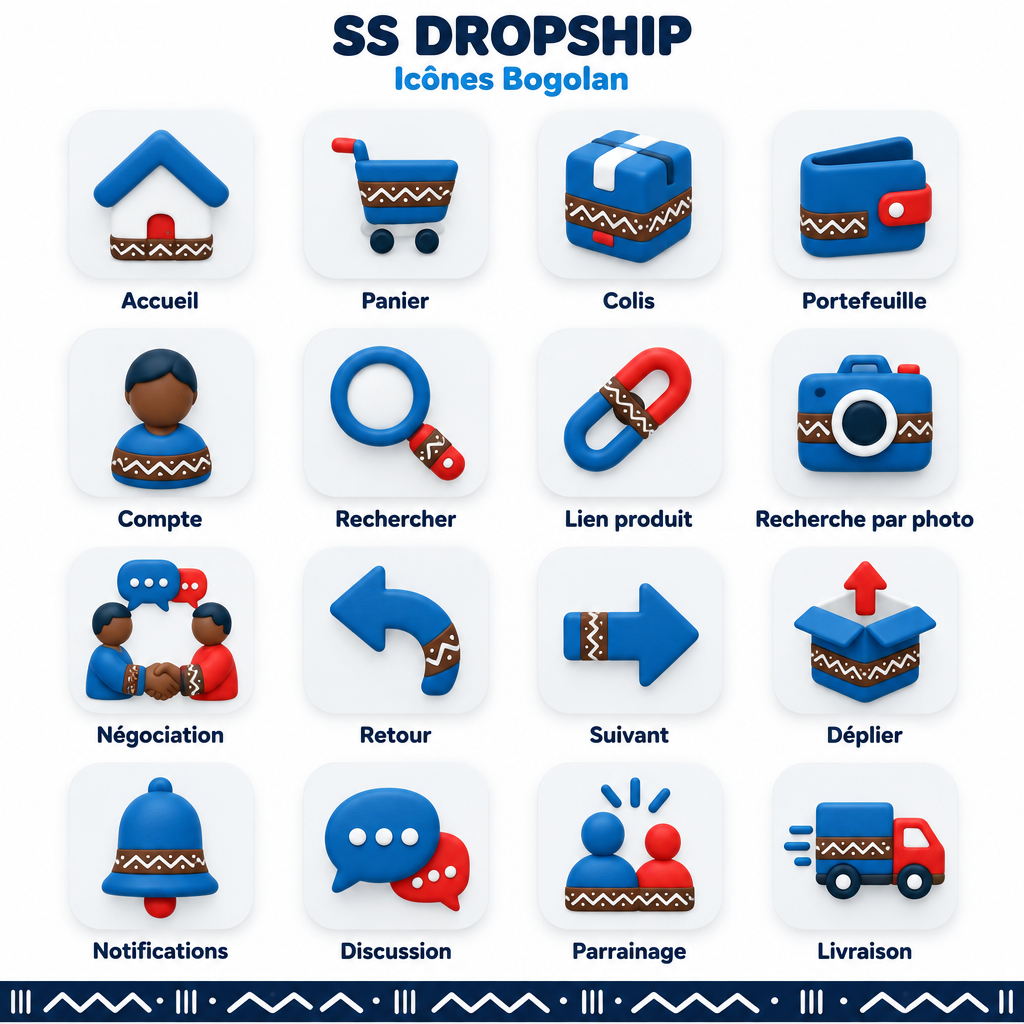 SS DROPSHIP
Icônes Bogolan
Accueil
Panier
Colis
Portefeuille
Compte
Rechercher
Lien produit
Recherche par photo
Négociation
Retour
Suivant
Déplier
Notifications
Discussion
Parrainage
Livraison